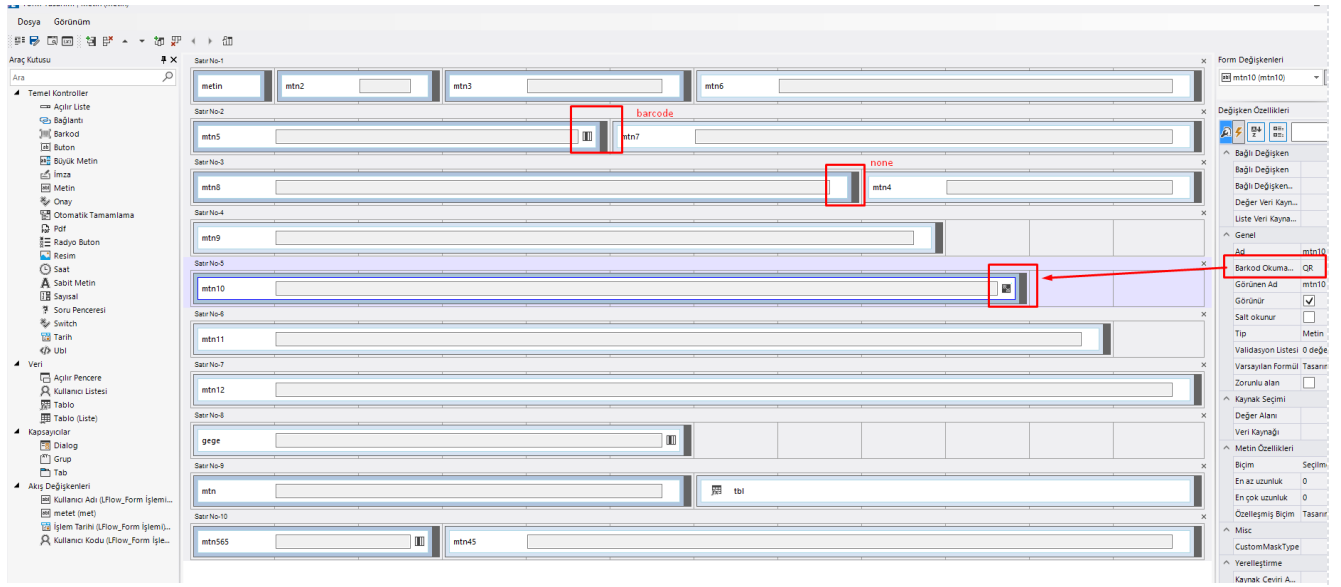 Dosya Görünüm
Araç Kutusu
Ara
Temel Kontroller
Açılır Liste
Bağlantı
Barkod
Buton
Büyük Metin
İmza
Metin
Onay
Otomatik Tamamlama
Pdf
Radyo Buton
Resim
Saat
Sabit Metin
Sayısal
Soru Penceresi
Switch
Tarih
Ubl
Veri
Açılır Pencere
Kullanıcı Listesi
Tablo
Tablo (Liste)
Kapsayıcılar
Dialog
Grup
Tab
Akış Değişkenleri
Kullanıcı Adı (LFlow_Form İşlemi...
metet (met)
İşlem Tarihi (LFlow_Form İşlemi)...
Kullanıcı Kodu (LFlow_Form İşle...
Satır No-1
metin mtn2 mtn3 mtn6
Satır No-2
barcode
mtn5 mtn7
Satır No-3
none
mtn8 mtn4
Satır No-4
mtn9
Satır No-5
mtn10
Satır No-6
mtn11
Satır No-7
mtn12
Satır No-8
gege
Satır No-9
mtn tbl
Satır No-10
mtn565 mtn45
Form Değişkenleri
mtn10 (mtn10)
Değişken Özellikleri
Bağlı Değişken
Bağlı Değişken
Bağlı Değişken...
Değer Veri Kayn...
Liste Veri Kayna...
Genel
Ad mtn10
Barkod Okuma... QR
Görünen Ad mtn10
Görünür
Salt okunur
Tip Metin
Validasyon Listesi 0 değe
Varsayılan Formül Tasarır
Zorunlu alan
Kaynak Seçimi
Değer Alanı
Veri Kaynağı
Metin Özellikleri
Biçim Seçilm
En az uzunluk 0
En çok uzunluk 0
Özelleşmiş Biçim Tasarır
Misc
CustomMaskType
Yerelleştirme
Kaynak Çeviri A...